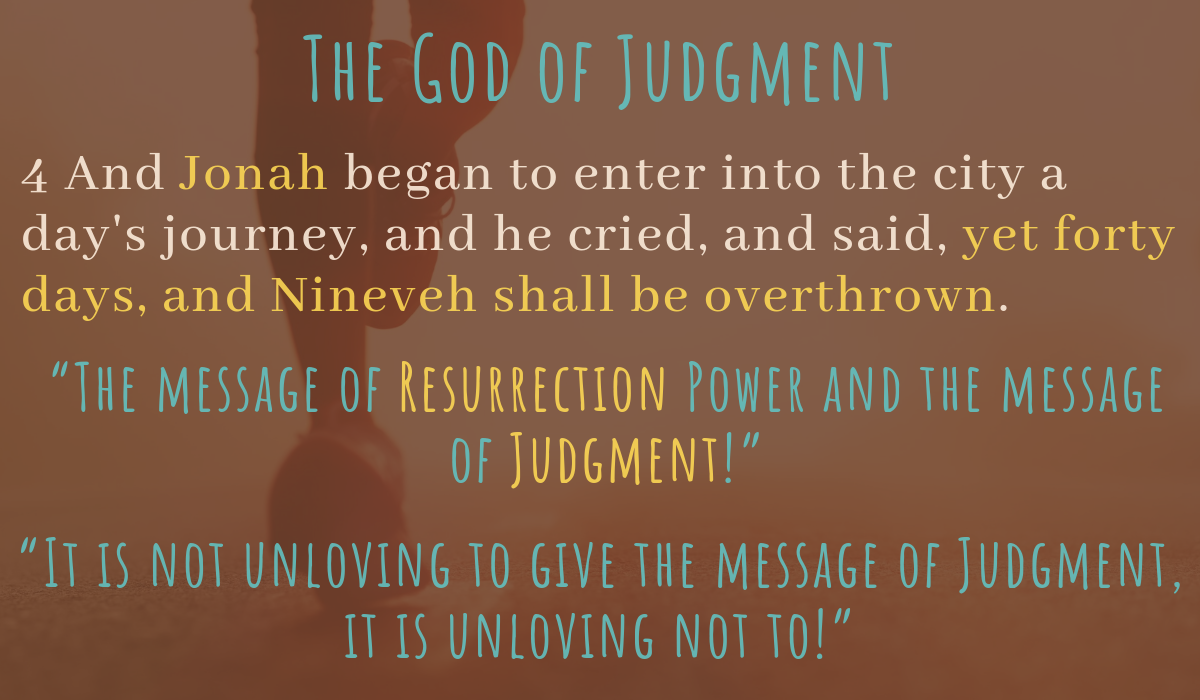 The God of Judgment
4 And Jonah began to enter into the city a
day's journey, and he cried, and said, yet forty
days, and Nineveh shall be overthrown.
“The message of Resurrection Power and the message
of Judgment!”
“It is not unloving to give the message of Judgment,
it is unloving not to!”